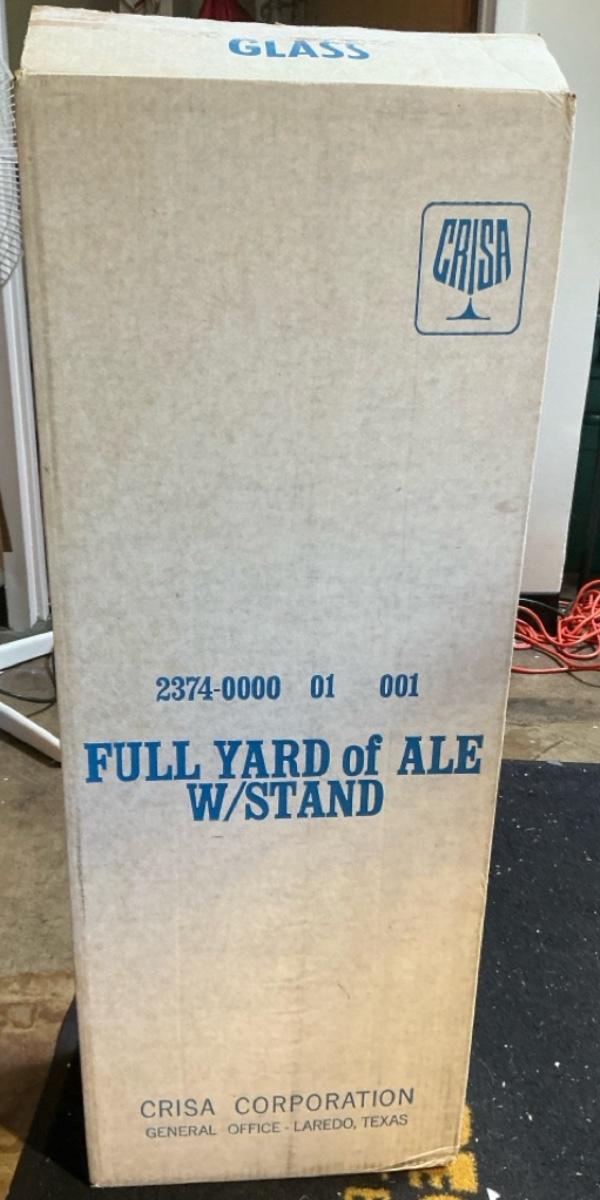 GLASS
CRISA
2374-0000 01 001
FULL YARD of ALE
W/STAND
CRISA CORPORATION
GENERAL OFFICE - LAREDO, TEXAS